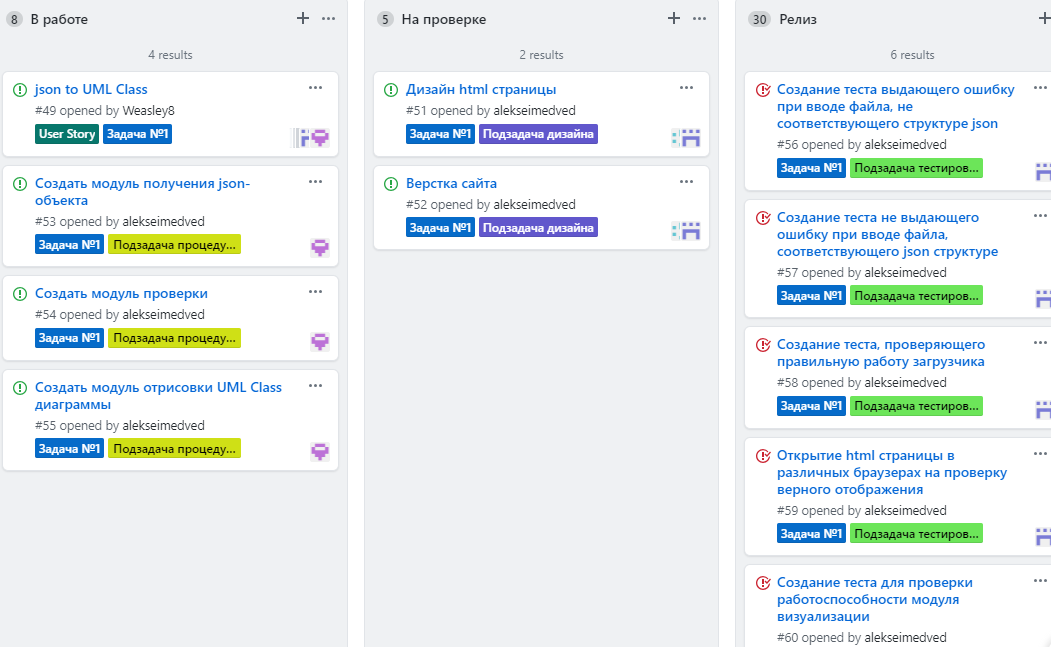 8 В работе
4 results
json to UML Class
#49 opened by Weasley8
User Story Задача №1
Создать модуль получения json-
объекта
#53 opened by alekseimedved
Задача №1 Подзадача процеду...
Создать модуль проверки
#54 opened by alekseimedved
Задача №1 Подзадача процеду...
Создать модуль отрисовки UML Class
диаграммы
#55 opened by alekseimedved
Задача №1 Подзадача процеду...
5 На проверке
2 results
Дизайн html страницы
#51 opened by alekseimedved
Задача №1 Подзадача дизайна
Верстка сайта
#52 opened by alekseimedved
Задача №1 Подзадача дизайна
30 Релиз
6 results
Создание теста выдающего ошибку
при вводе файла, не
соответствующего структуре json
#56 opened by alekseimedved
Задача №1 Подзадача тестиров...
Создание теста не выдающего
ошибку при вводе файла,
соответствующего json структуре
#57 opened by alekseimedved
Задача №1 Подзадача тестиров...
Создание теста, проверяющего
правильную работу загрузчика
#58 opened by alekseimedved
Задача №1 Подзадача тестиров...
Открытие html страницы в
различных браузерах на проверку
верного отображения
#59 opened by alekseimedved
Задача №1 Подзадача тестиров...
Создание теста для проверки
работоспособности модуля
визуализации
#60 opened by alekseimedved